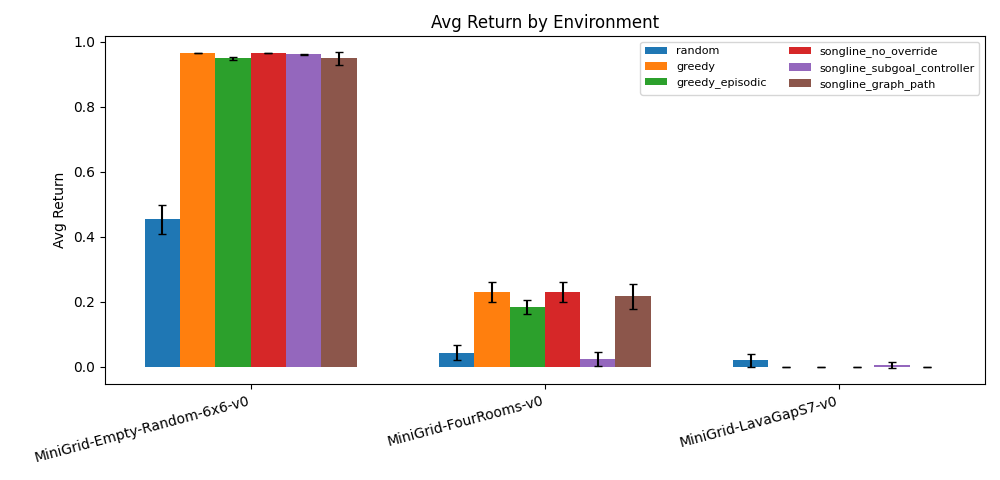 Avg Return by Environment
Avg Return
1.0
0.8
0.6
0.4
0.2
0.0
random
greedy
greedy_episodic
songline_no_override
songline_subgoal_controller
songline_graph_path
MiniGrid-Empty-Random-6x6-v0
MiniGrid-FourRooms-v0
MiniGrid-LavaGapS7-v0